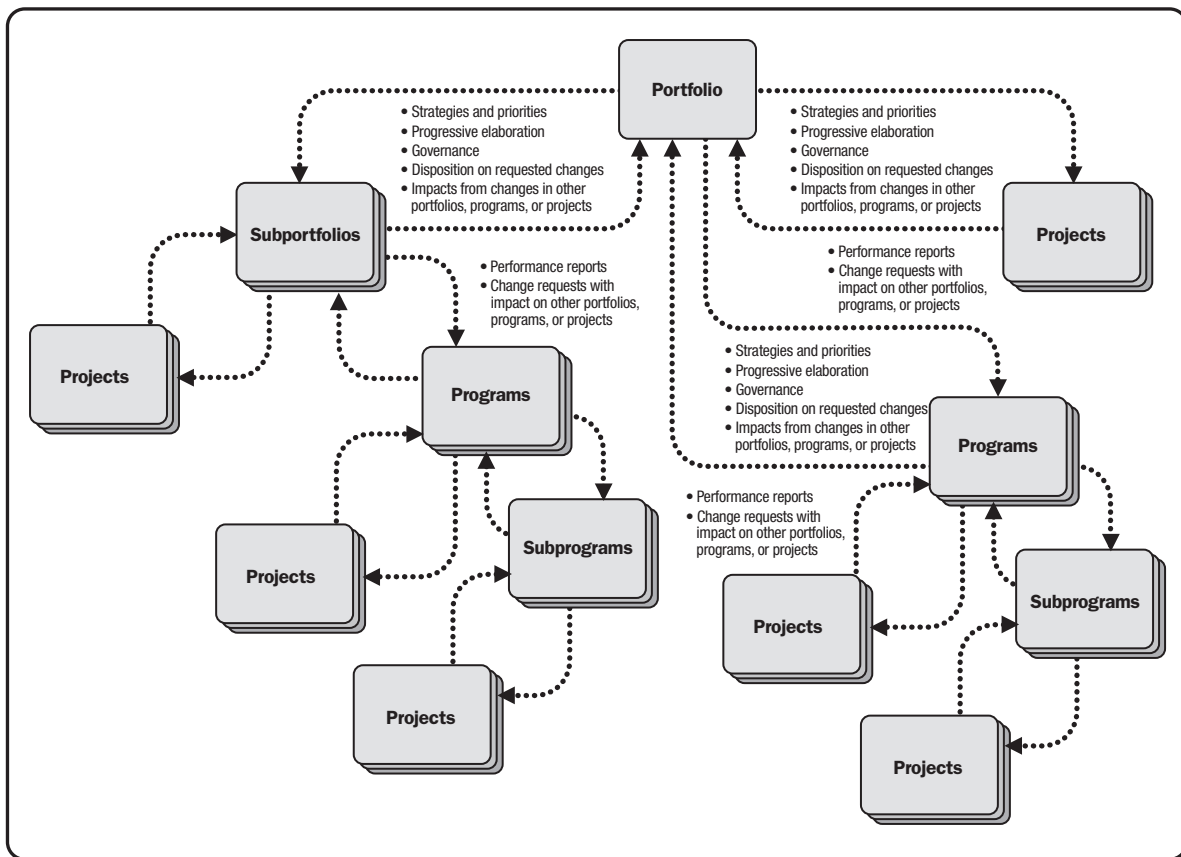 Portfolio
• Strategies and priorities
• Progressive elaboration
• Governance
• Disposition on requested changes
• Impacts from changes in other
portfolios, programs, or projects
• Strategies and priorities
• Progressive elaboration
• Governance
• Disposition on requested changes
• Impacts from changes in other
portfolios, programs, or projects
Subportfolios
Projects
• Performance reports
• Change requests with
impact on other portfolios,
programs, or projects
• Performance reports
• Change requests with
impact on other portfolios,
programs, or projects
Projects
Programs
• Strategies and priorities
• Progressive elaboration
• Governance
• Disposition on requested changes
• Impacts from changes in other
portfolios, programs, or projects
Programs
• Performance reports
• Change requests with
impact on other portfolios,
programs, or projects
Projects
Subprograms
Projects
Subprograms
Projects
Projects